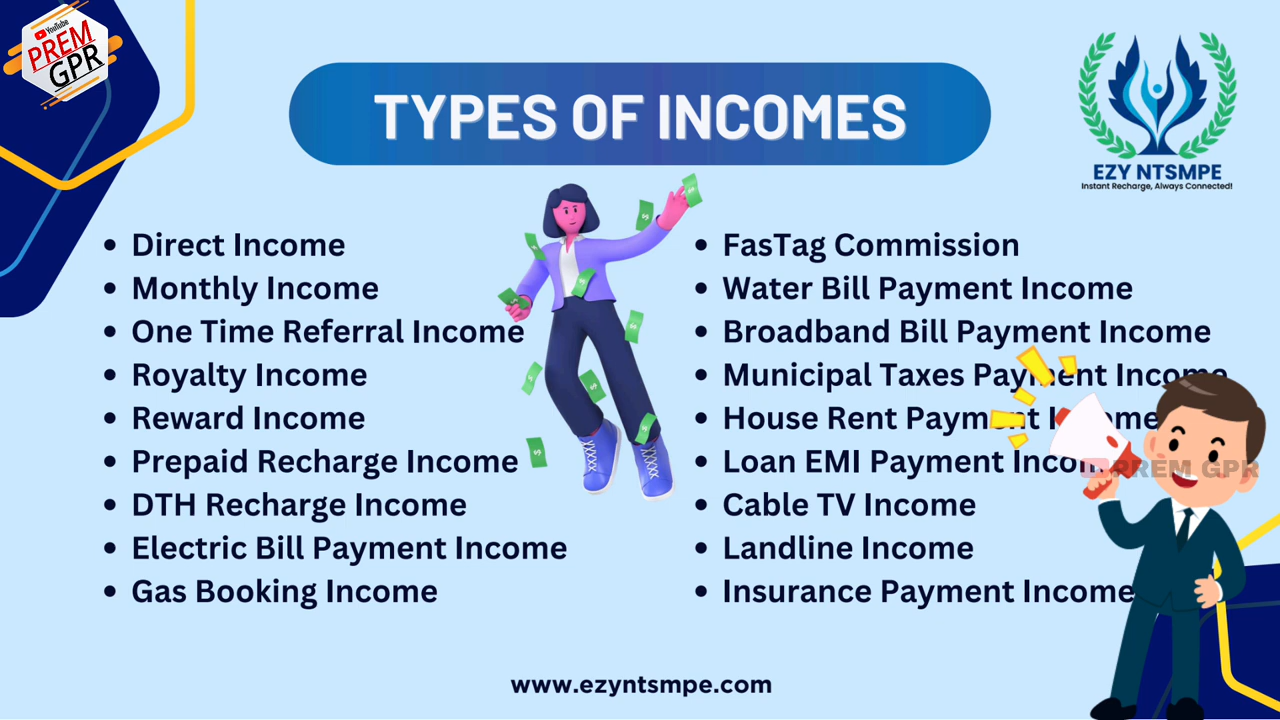 YouTube
PREM
GPR
TYPES OF INCOMES
EZY NTSMPE
Instant Recharge, Always Connected!
• Direct Income
• Monthly Income
• One Time Referral Income
• Royalty Income
• Reward Income
• Prepaid Recharge Income
• DTH Recharge Income
• Electric Bill Payment Income
• Gas Booking Income
• FasTag Commission
• Water Bill Payment Income
• Broadband Bill Payment Income
• Municipal Taxes Payment Income
• House Rent Payment Income
• Loan EMI Payment Income
• Cable TV Income
• Landline Income
• Insurance Payment Income
PREM GPR
www.ezyntsmpe.com